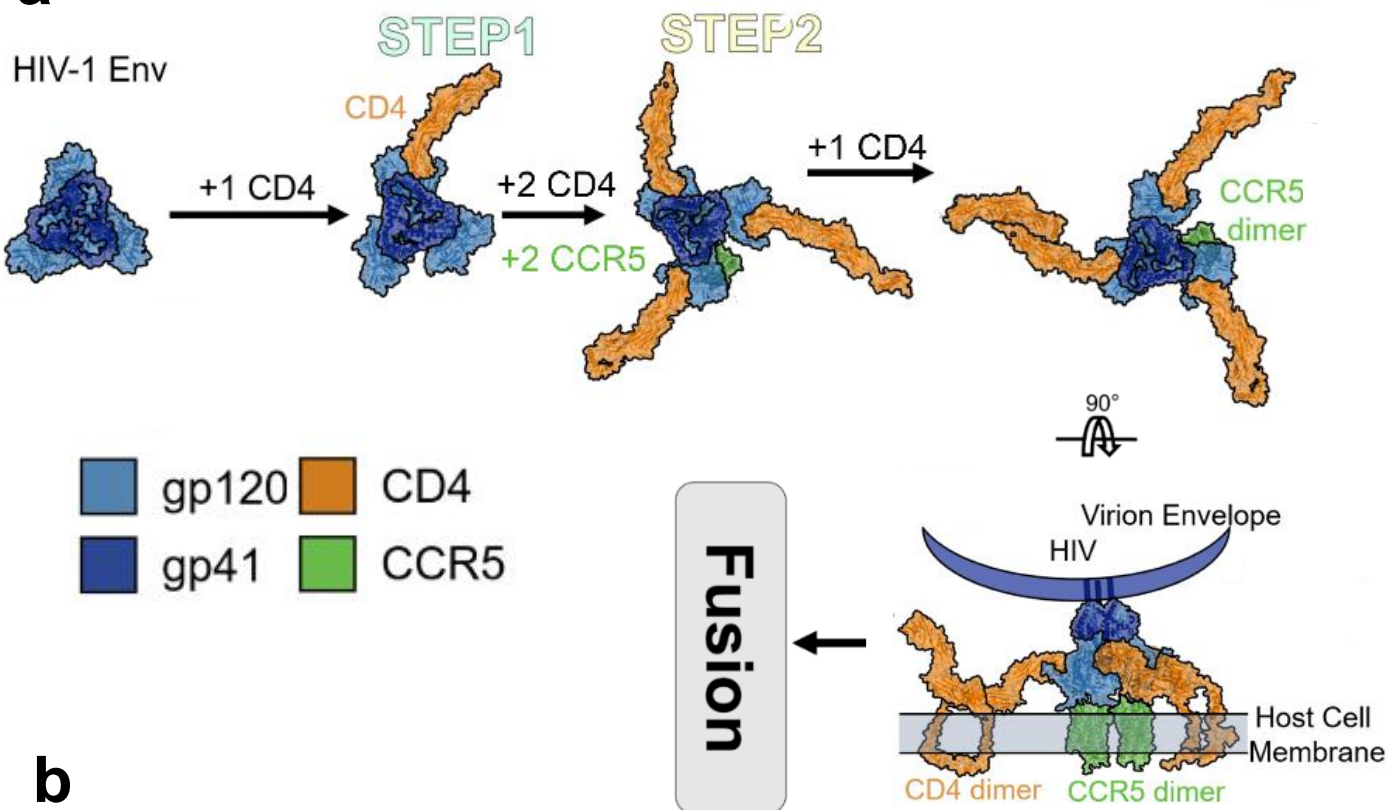 STEP1
STEP2
HIV-1 Env
CD4
+1 CD4
+2 CD4
+2 CCR5
+1 CD4
CCR5
dimer
90°
gp120
CD4
gp41
CCR5
Fusion
Virion Envelope
HIV
Host Cell
Membrane
CD4 dimer
CCR5 dimer
b